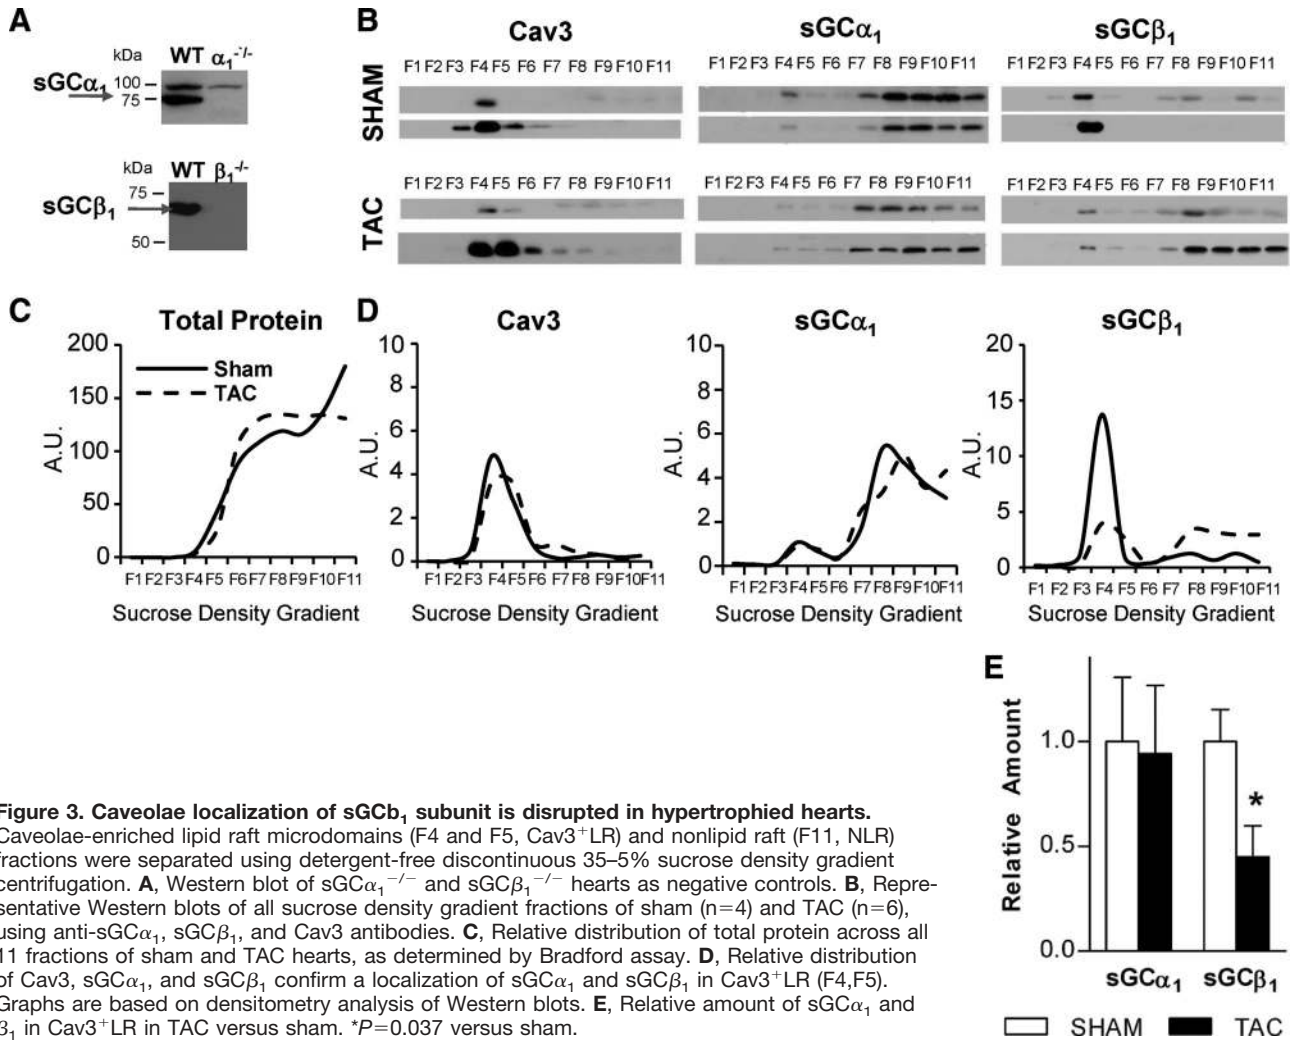 A
kDa
WT α1-/-
sGCα1
100
75
kDa
WT β1-/-
75
sGCβ1
50
B
Cav3
sGCα1
sGCβ1
F1 F2 F3 F4 F5 F6 F7 F8 F9 F10 F11
F1 F2 F3 F4 F5 F6 F7 F8 F9 F10 F11
F1 F2 F3 F4 F5 F6 F7 F8 F9 F10 F11
SHAM
F1 F2 F3 F4 F5 F6 F7 F8 F9 F10 F11
F1 F2 F3 F4 F5 F6 F7 F8 F9 F10 F11
F1 F2 F3 F4 F5 F6 F7 F8 F9 F10 F11
TAC
C
Total Protein
200
150
100
50
0
A.U.
Sham
TAC
F1 F2 F3 F4 F5 F6 F7 F8 F9 F10 F11
Sucrose Density Gradient
D
Cav3
10
8
6
4
2
0
A.U.
F1 F2 F3 F4 F5 F6 F7 F8 F9 F10 F11
Sucrose Density Gradient
sGCα1
10
8
6
4
2
0
A.U.
F1 F2 F3 F4 F5 F6 F7 F8 F9 F10 F11
Sucrose Density Gradient
sGCβ1
20
15
10
5
0
A.U.
F1 F2 F3 F4 F5 F6 F7 F8 F9 F10 F11
Sucrose Density Gradient
E
Relative Amount
1.0
0.5
0.0
*
sGCα1 sGCβ1
SHAM TAC
Figure 3. Caveolae localization of sGCb1 subunit is disrupted in hypertrophied hearts.
Caveolae-enriched lipid raft microdomains (F4 and F5, Cav3+LR) and nonlipid raft (F11, NLR)
fractions were separated using detergent-free discontinuous 35–5% sucrose density gradient
centrifugation. A, Western blot of sGCα1−/− and sGCβ1−/− hearts as negative controls. B, Repre-
sentative Western blots of all sucrose density gradient fractions of sham (n=4) and TAC (n=6),
using anti-sGCα1, sGCβ1, and Cav3 antibodies. C, Relative distribution of total protein across all
11 fractions of sham and TAC hearts, as determined by Bradford assay. D, Relative distribution
of Cav3, sGCα1, and sGCβ1 confirm a localization of sGCα1 and sGCβ1 in Cav3+LR (F4,F5).
Graphs are based on densitometry analysis of Western blots. E, Relative amount of sGCα1 and
β1 in Cav3+LR in TAC versus sham. *P=0.037 versus sham.